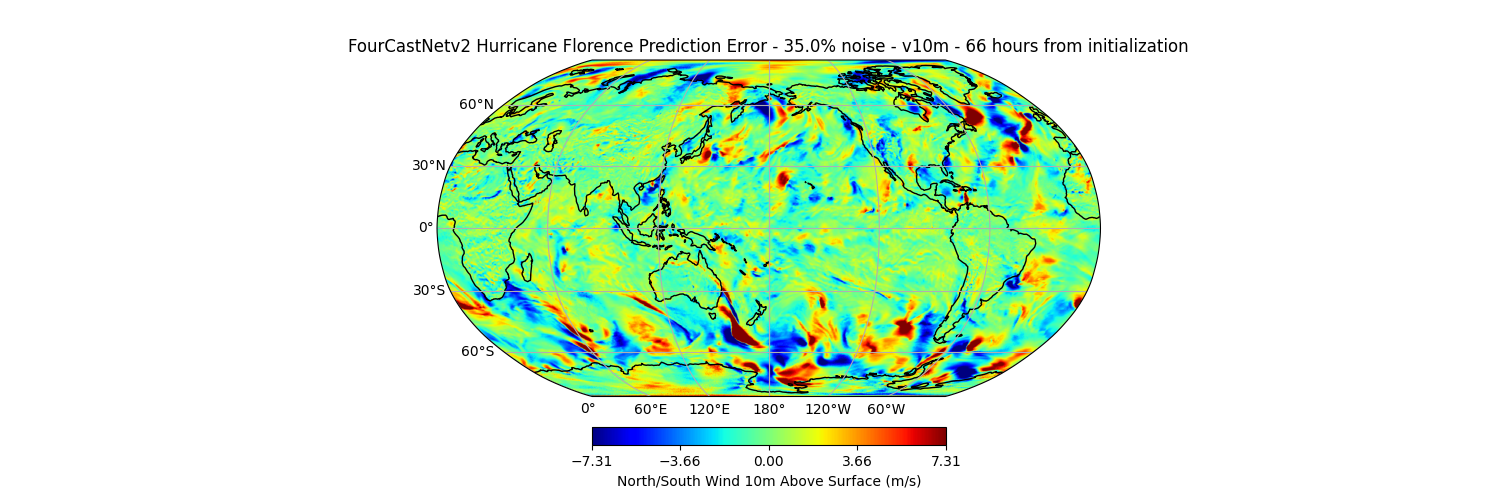 FourCastNetv2 Hurricane Florence Prediction Error - 35.0% noise - v10m - 66 hours from initialization
60°N
30°N
0°
30°S
60°S
0° 60°E 120°E 180° 120°W 60°W
−7.31 −3.66 0.00 3.66 7.31
North/South Wind 10m Above Surface (m/s)